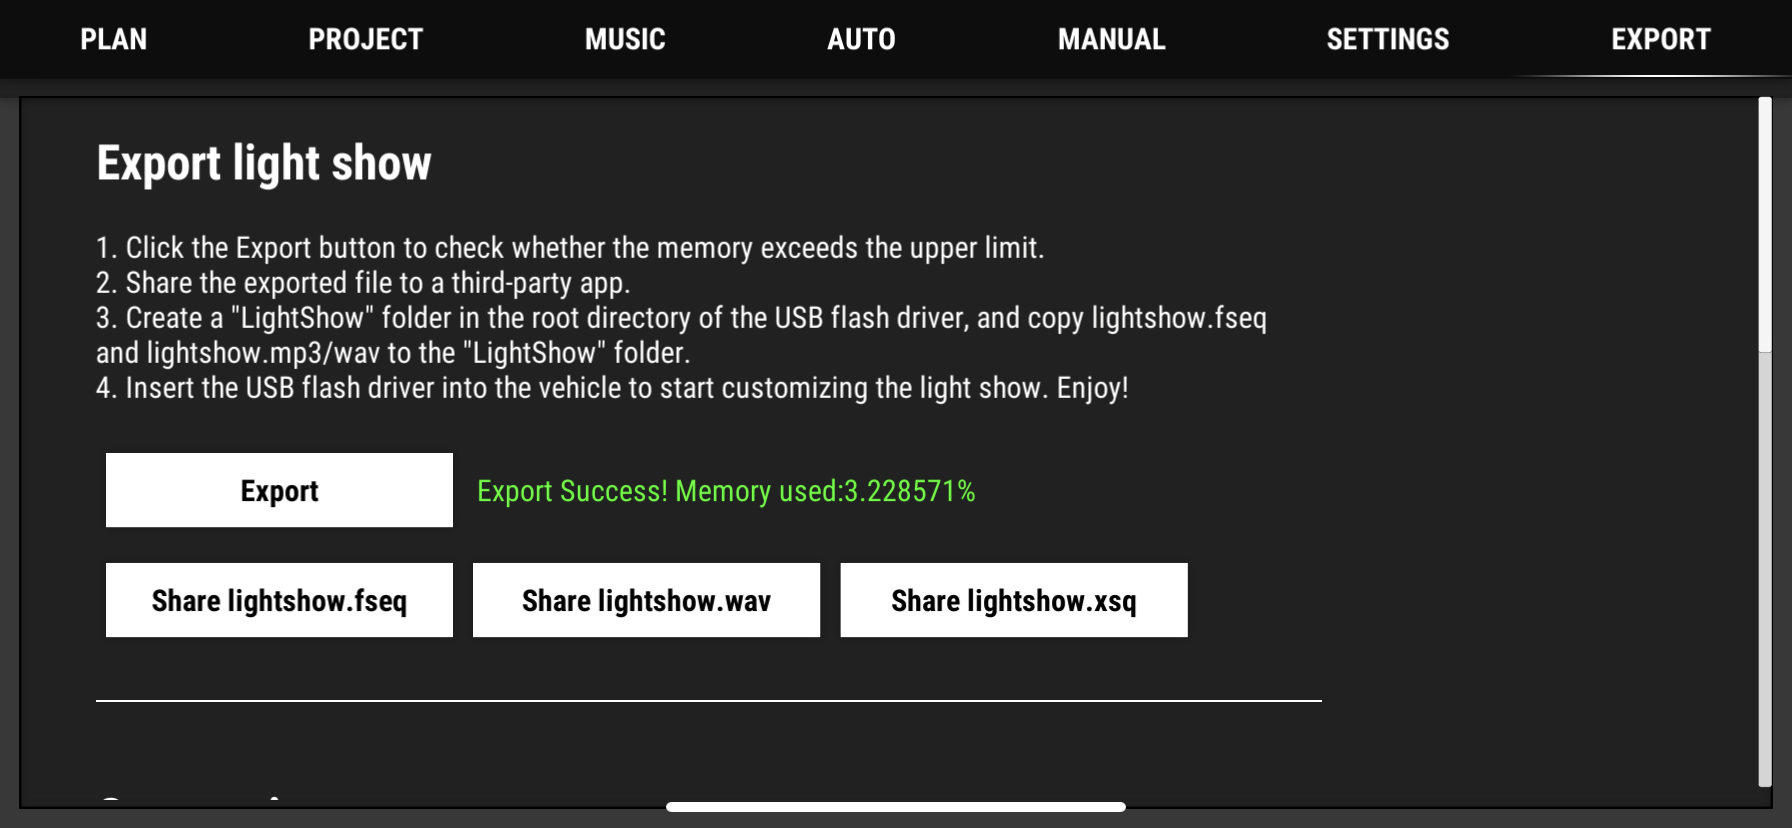 PLAN PROJECT MUSIC AUTO MANUAL SETTINGS EXPORT
Export light show
1. Click the Export button to check whether the memory exceeds the upper limit.
2. Share the exported file to a third-party app.
3. Create a "LightShow" folder in the root directory of the USB flash driver, and copy lightshow.fseq
and lightshow.mp3/wav to the "LightShow" folder.
4. Insert the USB flash driver into the vehicle to start customizing the light show. Enjoy!
Export Export Success! Memory used:3.228571%
Share lightshow.fseq Share lightshow.wav Share lightshow.xsq